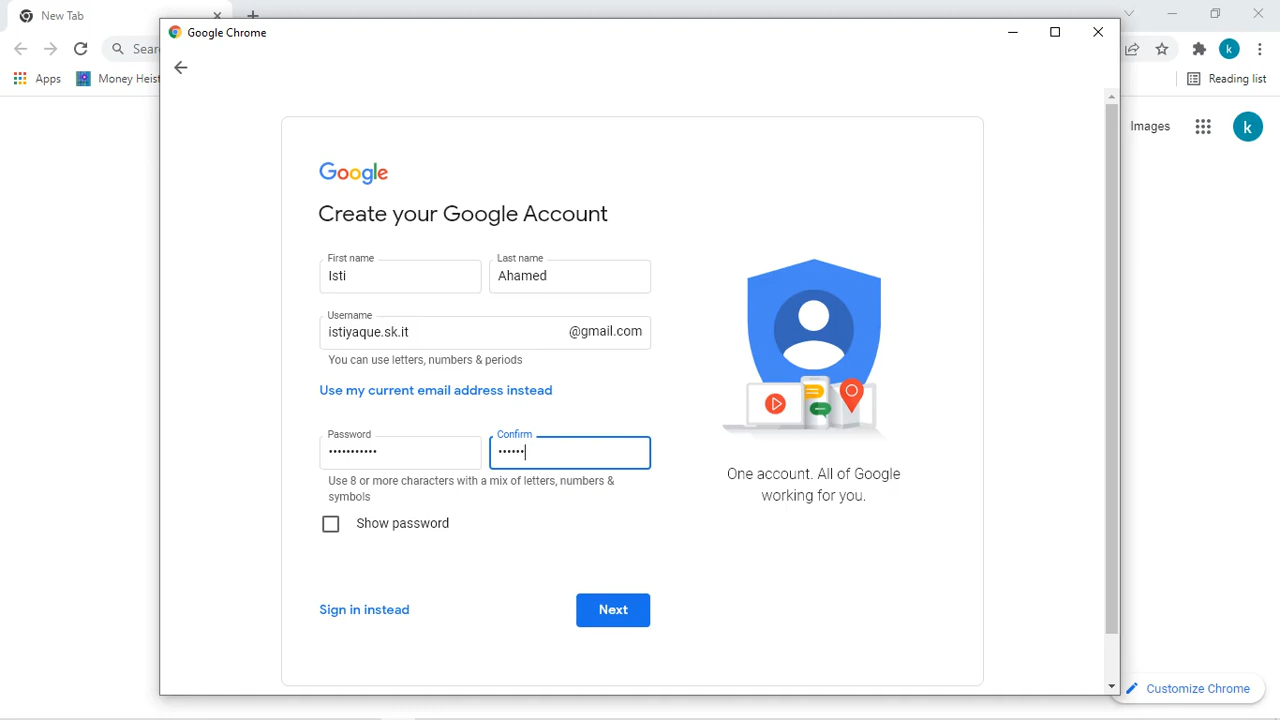 New Tab
Google Chrome
Sear
Apps
Money Heist
k
Reading list
Images
k
Google
Create your Google Account
First name
Last name
Isti
Ahamed
Username
istiyaque.sk.it
@gmail.com
You can use letters, numbers & periods
Use my current email address instead
Password
Confirm
•••••••••••
••••••
Use 8 or more characters with a mix of letters, numbers &
symbols
Show password
One account. All of Google
working for you.
Sign in instead
Next
Customize Chrome